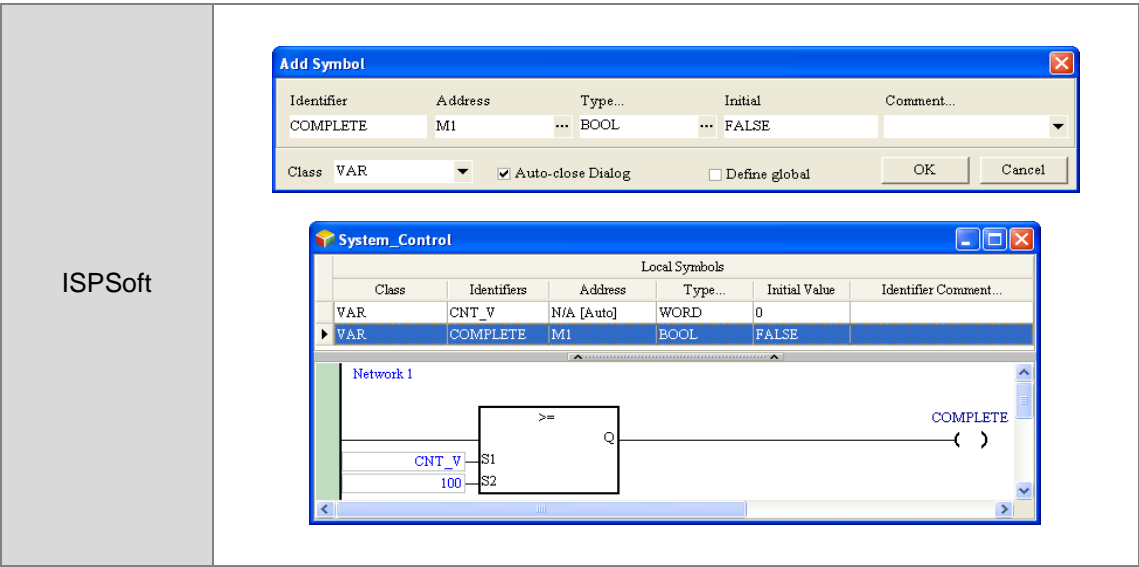 ISPSoft
Add Symbol
Identifier Address Type... Initial Comment...
COMPLETE M1 ... BOOL ... FALSE
Class VAR Auto-close Dialog Define global OK Cancel
System_Control
Local Symbols
Class Identifiers Address Type... Initial Value Identifier Comment...
VAR CNT_V N/A [Auto] WORD 0
VAR COMPLETE M1 BOOL FALSE
Network 1
>=
COMPLETE
Q
( )
CNT_V S1
100 S2